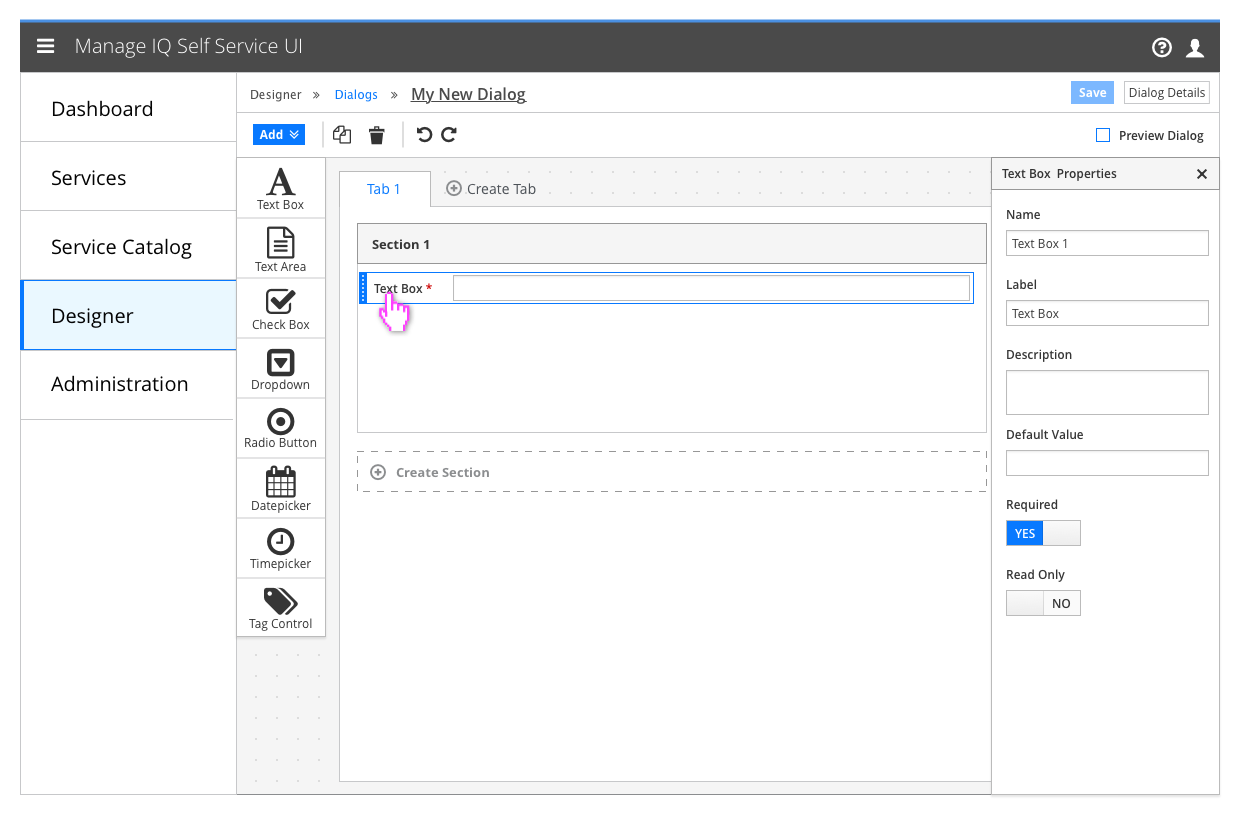 Manage IQ Self Service UI
Dashboard
Services
Service Catalog
Designer
Administration
Designer » Dialogs » My New Dialog
Save
Dialog Details
Add
Preview Dialog
Text Box
Text Area
Check Box
Dropdown
Radio Button
Datepicker
Timepicker
Tag Control
Tab 1
Create Tab
Section 1
Text Box *
Create Section
Text Box Properties
Name
Text Box 1
Label
Text Box
Description
Default Value
Required
YES
Read Only
NO